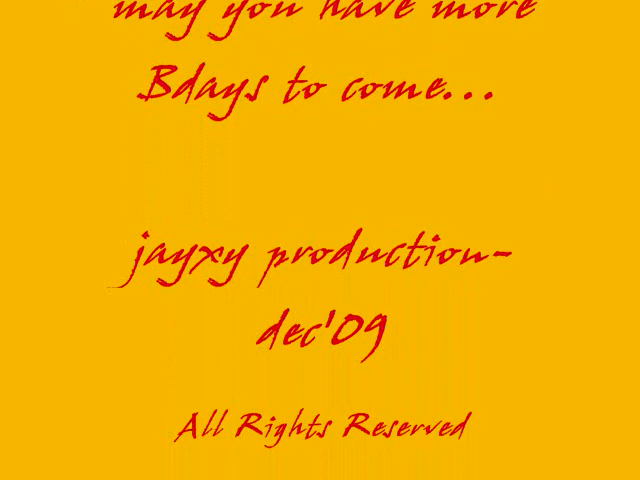 may you have more
Bdays to come...
jayxy production-
dec'09
All Rights Reserved